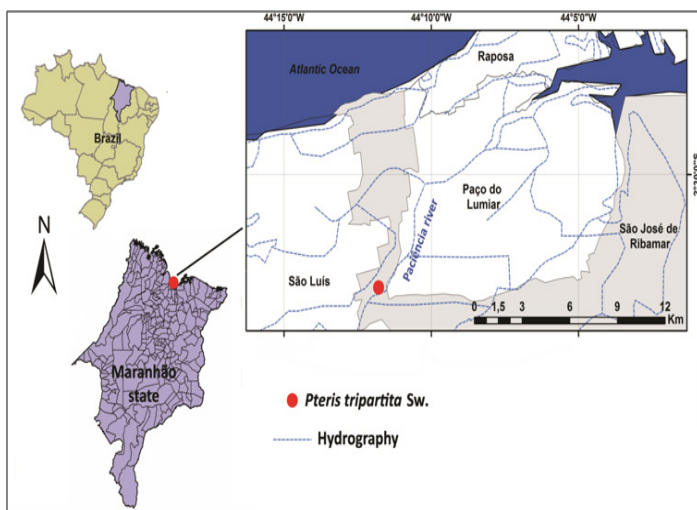 44°15'0"W
44°10'0"W
44°5'0"W
Atlantic Ocean
Raposa
Brazil
Paço do
Lumiar
Paciência river
São José de
Ribamar
N
São Luís
0 1,5 3 6 9 12
Km
Maranhão
state
Pteris tripartita Sw.
Hydrography